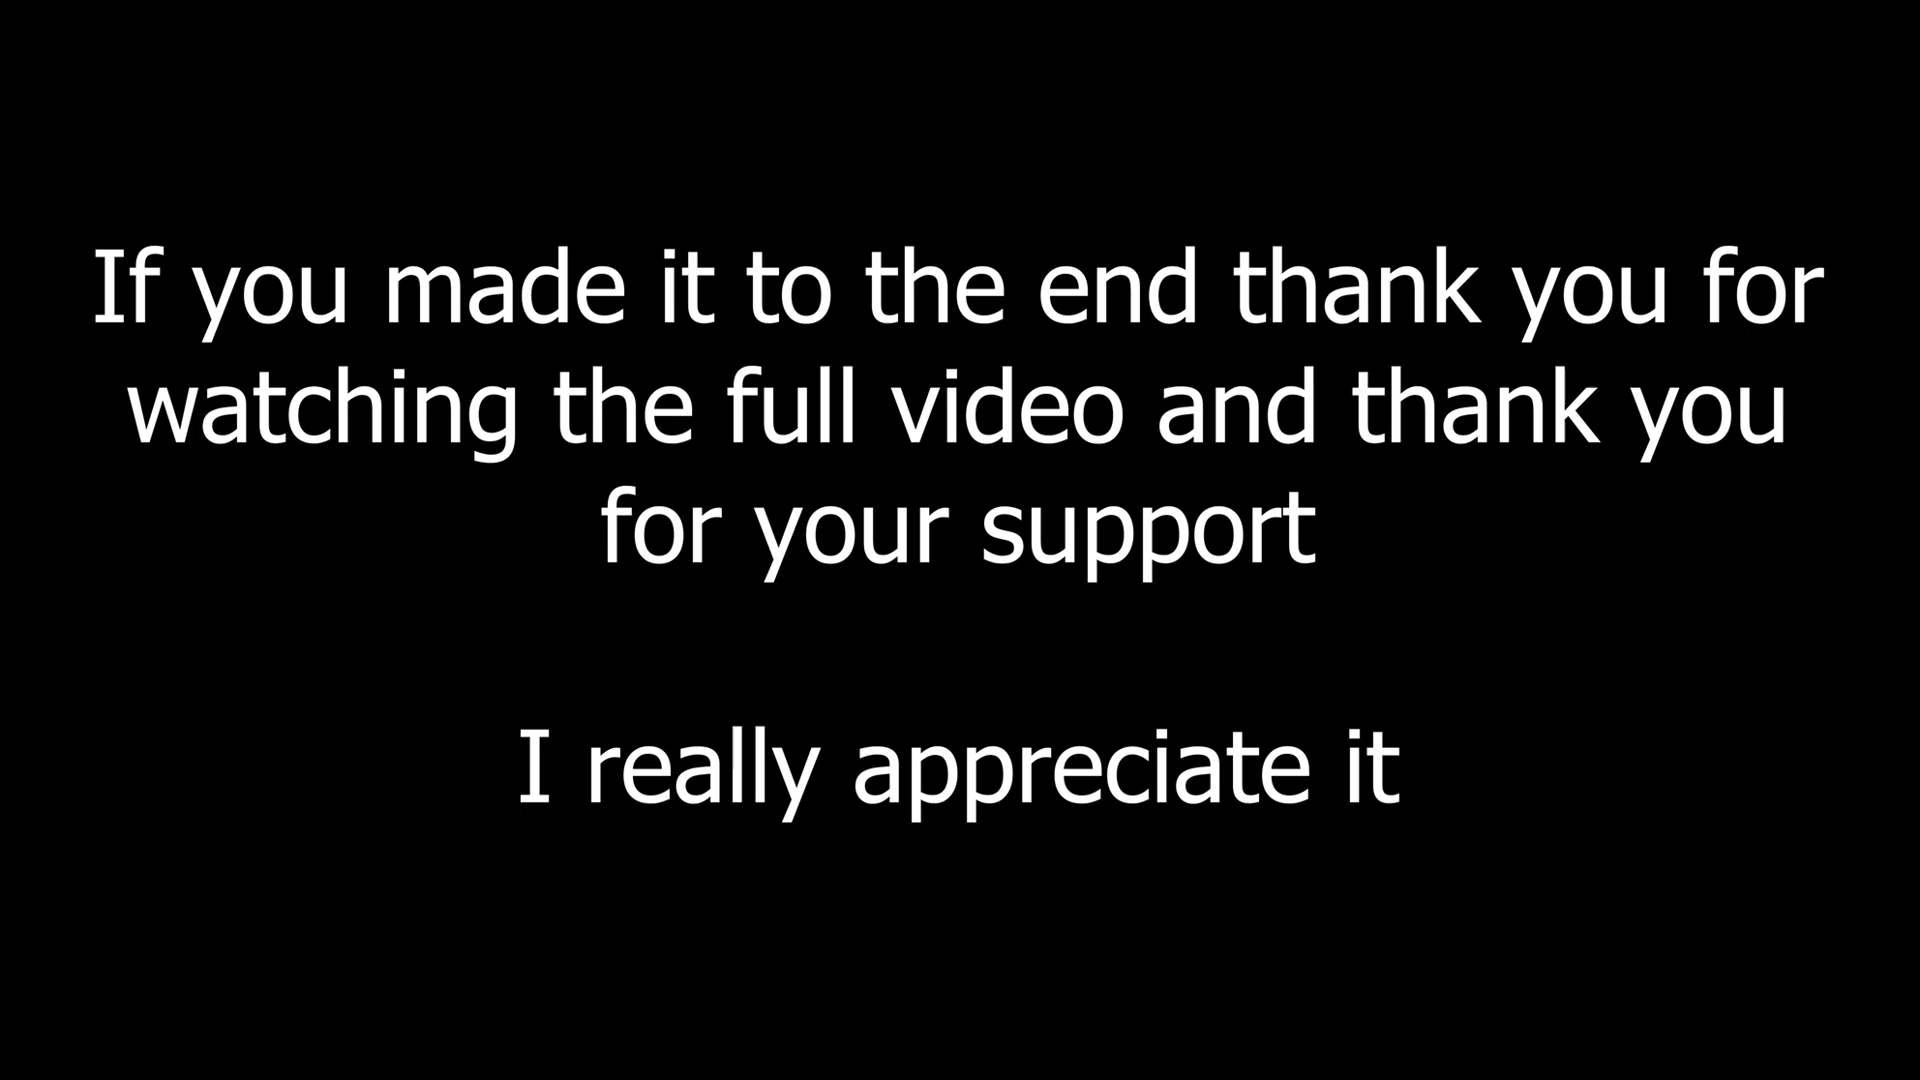 If you made it to the end thank you for
watching the full video and thank you
for your support
I really appreciate it